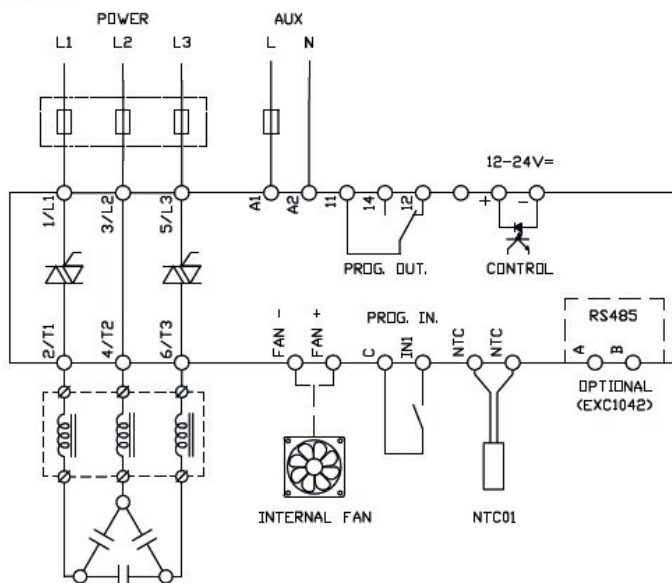 POWER
AUX
L1 L2 L3 L N
12-24V=
1/L1 3/L2 5/L3 A1 A2 11 14 12 + -
PROG. OUT. CONTROL
PROG. IN.
RS485
2/T1 4/T2 6/T3 FAN - FAN + C IN1 NTC NTC A B
OPTIONAL
(EXC1042)
INTERNAL FAN
NTC01